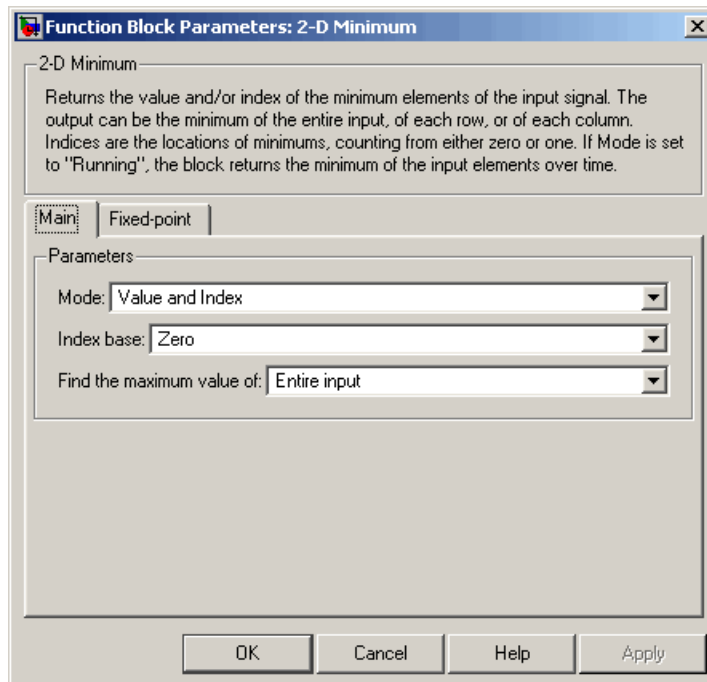 Function Block Parameters: 2-D Minimum
2-D Minimum
Returns the value and/or index of the minimum elements of the input signal. The
output can be the minimum of the entire input, of each row, or of each column.
Indices are the locations of minimums, counting from either zero or one. If Mode is set
to "Running", the block returns the minimum of the input elements over time.
Main Fixed-point
Parameters
Mode: Value and Index
Index base: Zero
Find the maximum value of: Entire input
OK Cancel Help Apply